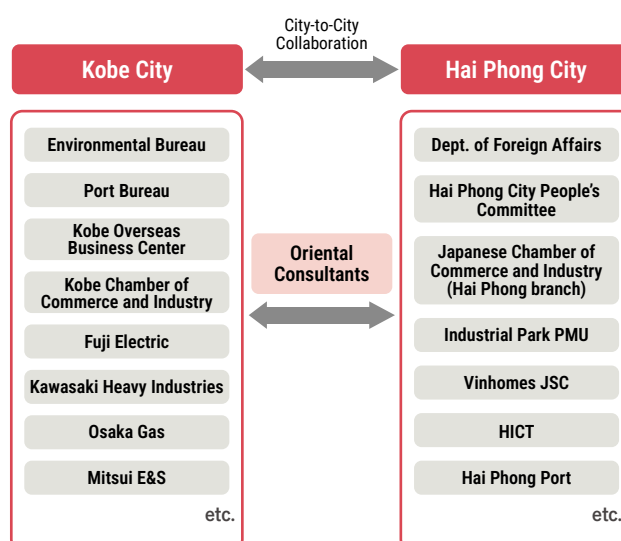 City-to-City
Collaboration
Kobe City
Hai Phong City
Environmental Bureau
Port Bureau
Kobe Overseas
Business Center
Kobe Chamber of
Commerce and Industry
Fuji Electric
Kawasaki Heavy Industries
Osaka Gas
Mitsui E&S
etc.
Oriental
Consultants
Dept. of Foreign Affairs
Hai Phong City People's
Committee
Japanese Chamber of
Commerce and Industry
(Hai Phong branch)
Industrial Park PMU
Vinhomes JSC
HICT
Hai Phong Port
etc.